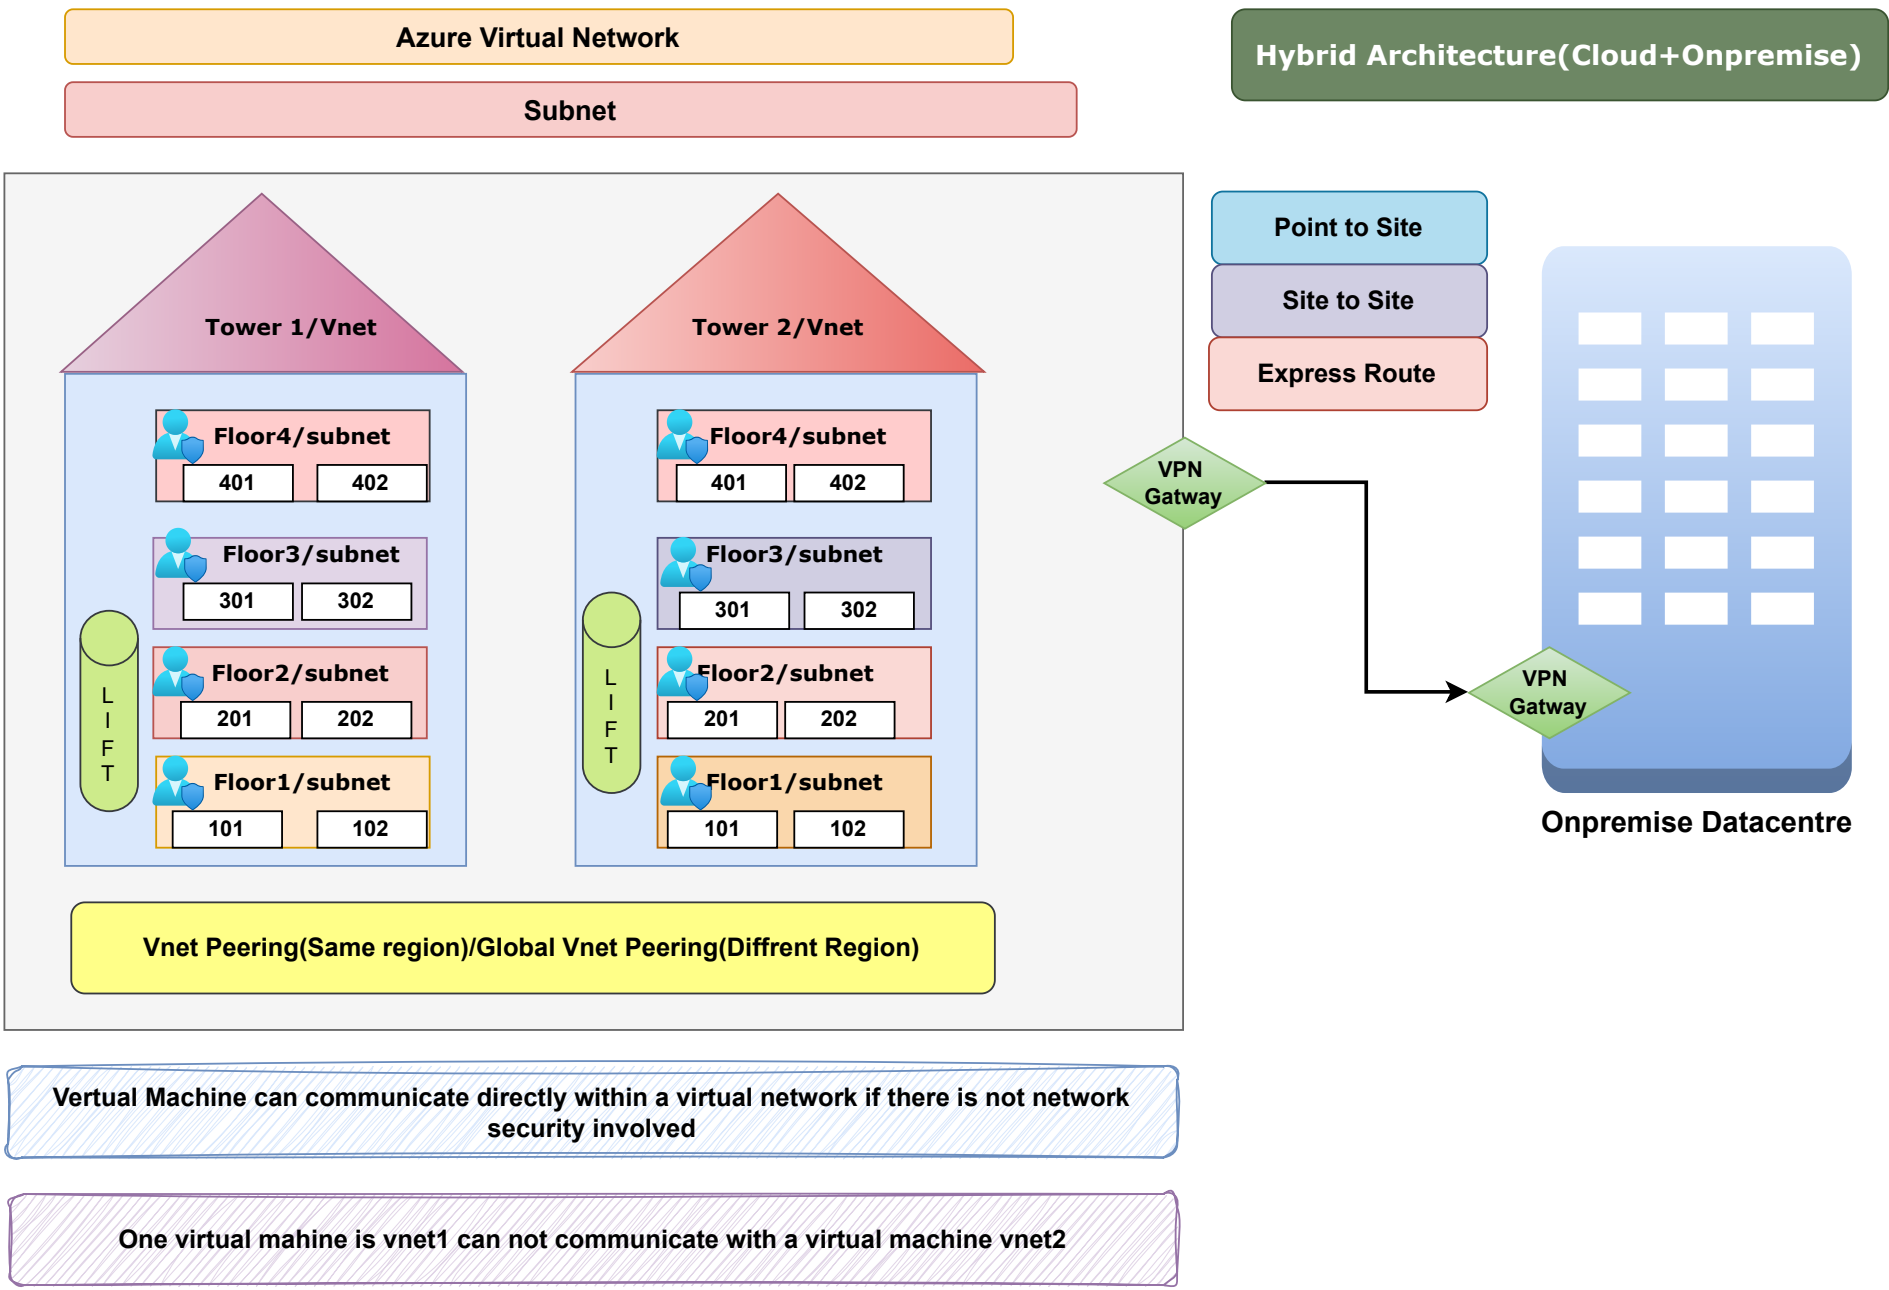 Azure Virtual Network
Subnet
Hybrid Architecture(Cloud+Onpremise)
Tower 1/Vnet
Floor4/subnet
401 402
Floor3/subnet
301 302
Floor2/subnet
201 202
Floor1/subnet
101 102
L
I
F
T
Tower 2/Vnet
Floor4/subnet
401 402
Floor3/subnet
301 302
Floor2/subnet
201 202
Floor1/subnet
101 102
L
I
F
T
Vnet Peering(Same region)/Global Vnet Peering(Diffrent Region)
Point to Site
Site to Site
Express Route
VPN
Gatway
VPN
Gatway
Onpremise Datacentre
Vertual Machine can communicate directly within a virtual network if there is not network
security involved
One virtual mahine is vnet1 can not communicate with a virtual machine vnet2